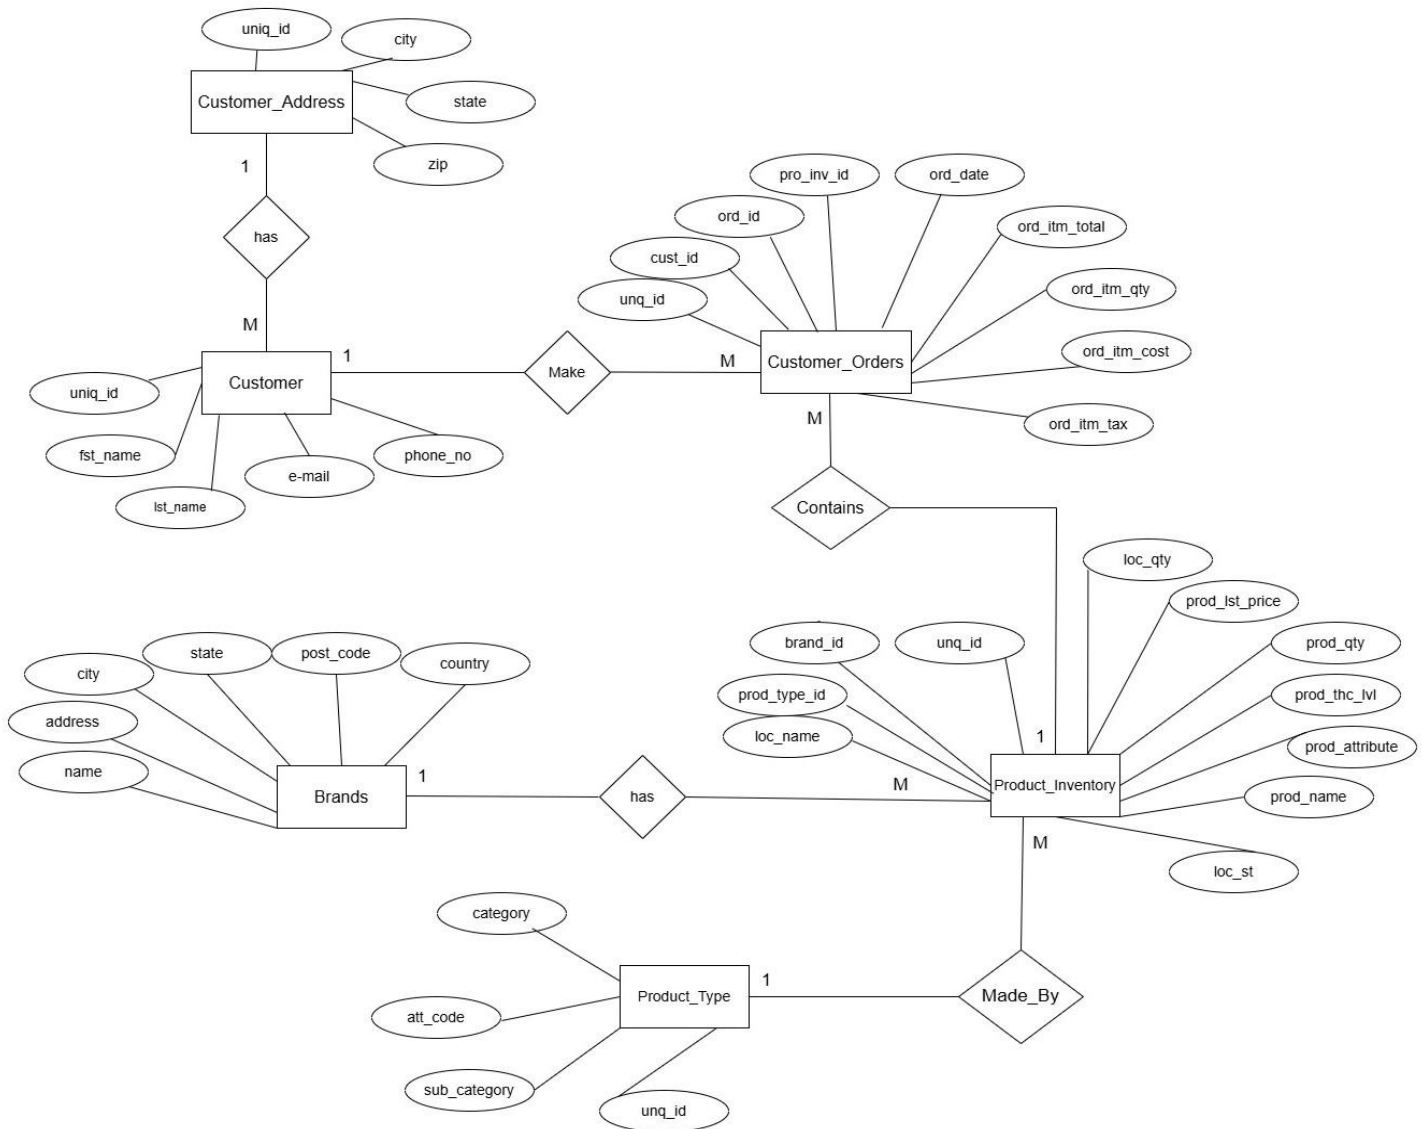 uniq_id
city
Customer_Address
state
zip
1
has
M
pro_inv_id
ord_date
ord_id
ord_itm_total
cust_id
unq_id
ord_itm_qty
Customer_Orders
ord_itm_cost
ord_itm_tax
1
Make
M
Customer
uniq_id
fst_name
lst_name
e-mail
phone_no
M
Contains
1
loc_qty
prod_lst_price
brand_id
unq_id
prod_qty
prod_type_id
prod_thc_lvl
loc_name
prod_attribute
Product_Inventory
prod_name
loc_st
state
post_code
country
city
address
name
Brands
1
has
M
M
category
Product_Type
1
Made_By
att_code
sub_category
unq_id